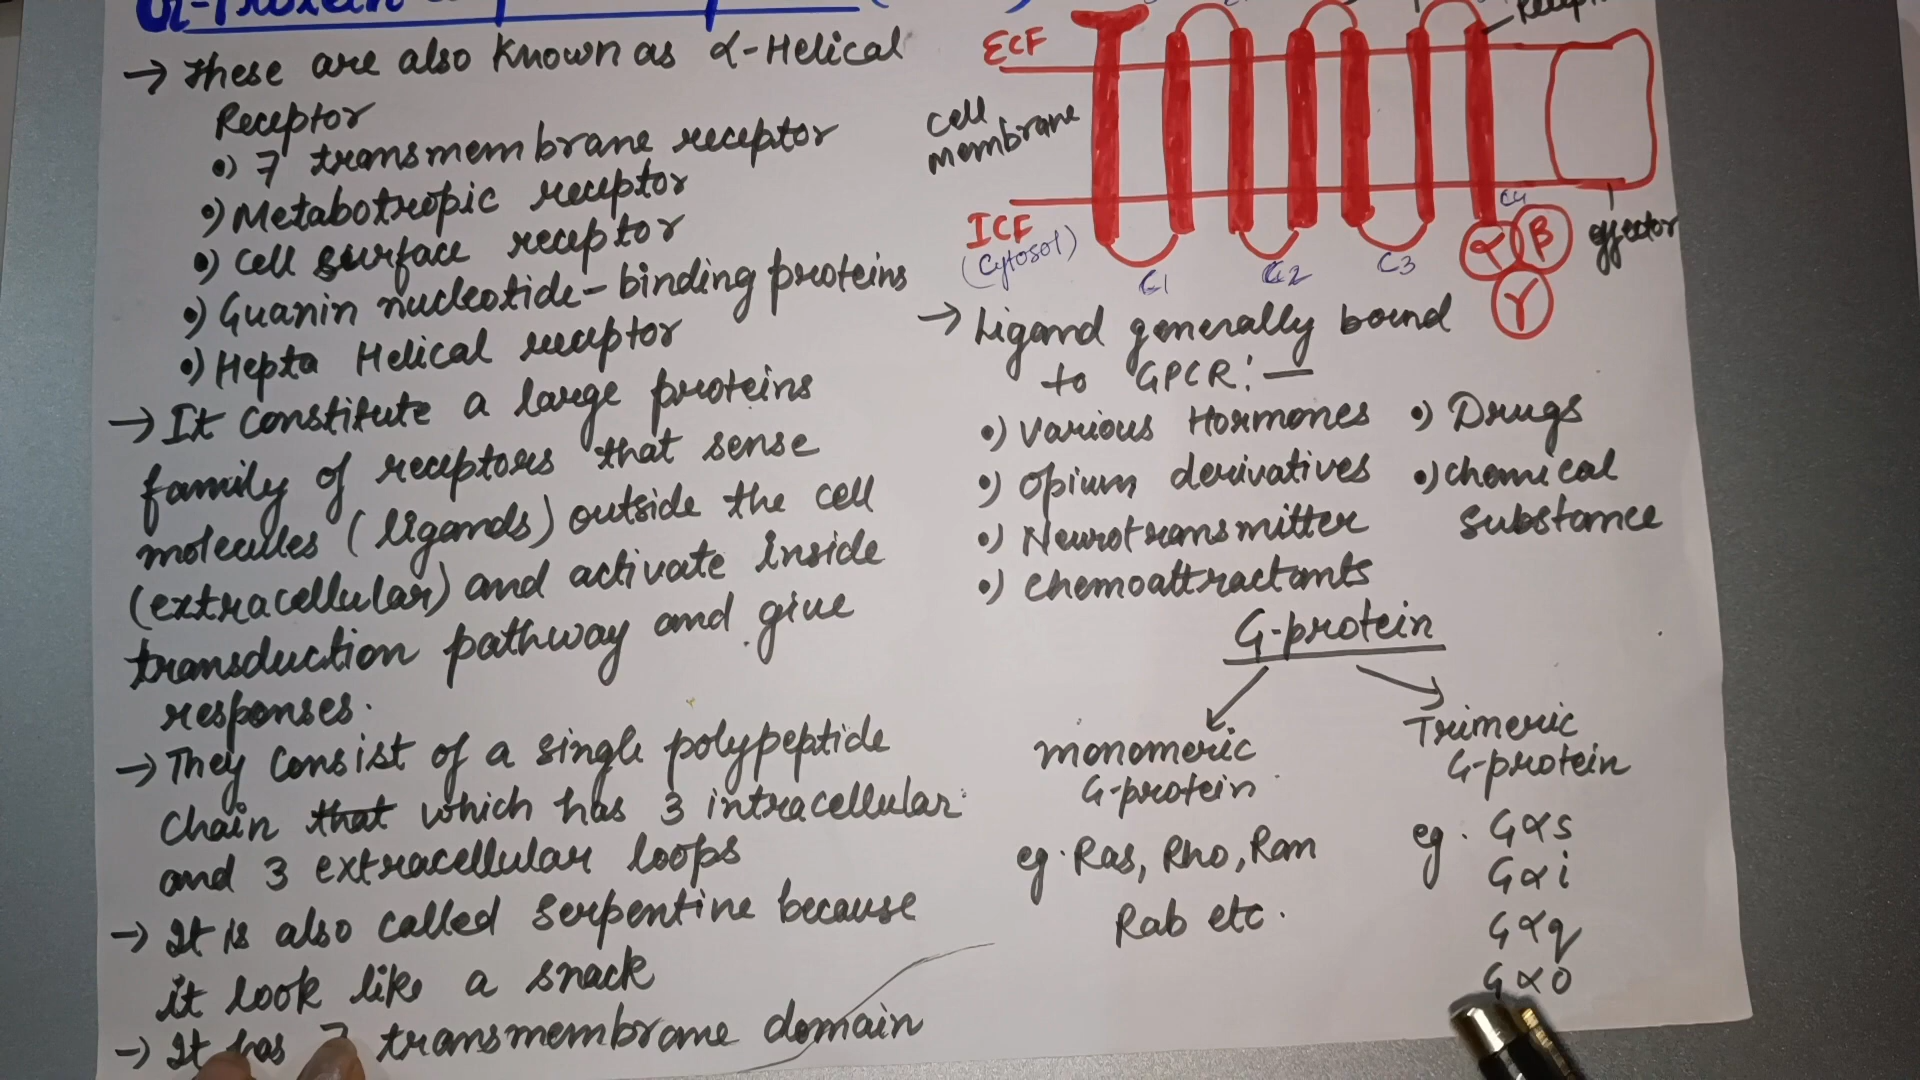 G-Protein
→ These are also known as α-Helical
Receptor
•) 7 transmembrane receptor
•) Metabotropic receptor
•) Cell surface receptor
•) Guanin nucleotide-binding proteins
•) Hepta Helical receptor
→ It constitute a large proteins
family of receptors that sense
molecules (ligands) outside the cell
(extracellular) and activate inside
transduction pathway and give
responses.
→ They consist of a single polypeptide
Chain that which has 3 intracellular
and 3 extracellular loops
→ It is also called Serpentine because
it look like a snack
→ It has 7 transmembrane domain
ECF
Cell
membrane
ICF
(Cytosol)
C1
C2
C3
C4
α
β
γ
effector
→ Ligand generally bound
to GPCR:—
•) Various Hormones
•) Opium derivatives
•) Neurotransmitter
•) Chemoattractants
•) Drugs
•) Chemical
Substance
G-protein
monomeric
G-protein
eg. Ras, Rho, Ran
Rab etc.
Trimeric
G-protein
eg. Gαs
Gαi
Gαq
Gαo